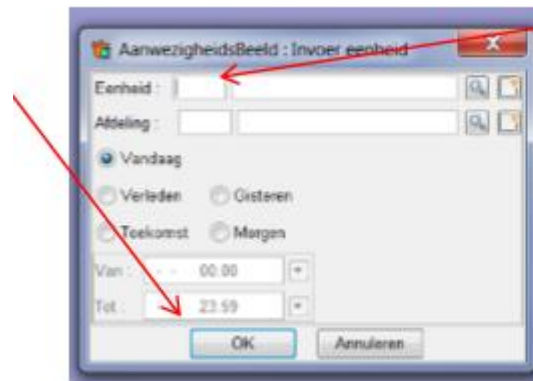 AanwezigheidsBeeld : Invoer eenheid
Eenheid :
Afdeling :
Vandaag
Verleden Gisteren
Toekomst Morgen
Van : - - 00:00
Tot : 23:59
OK Annuleren